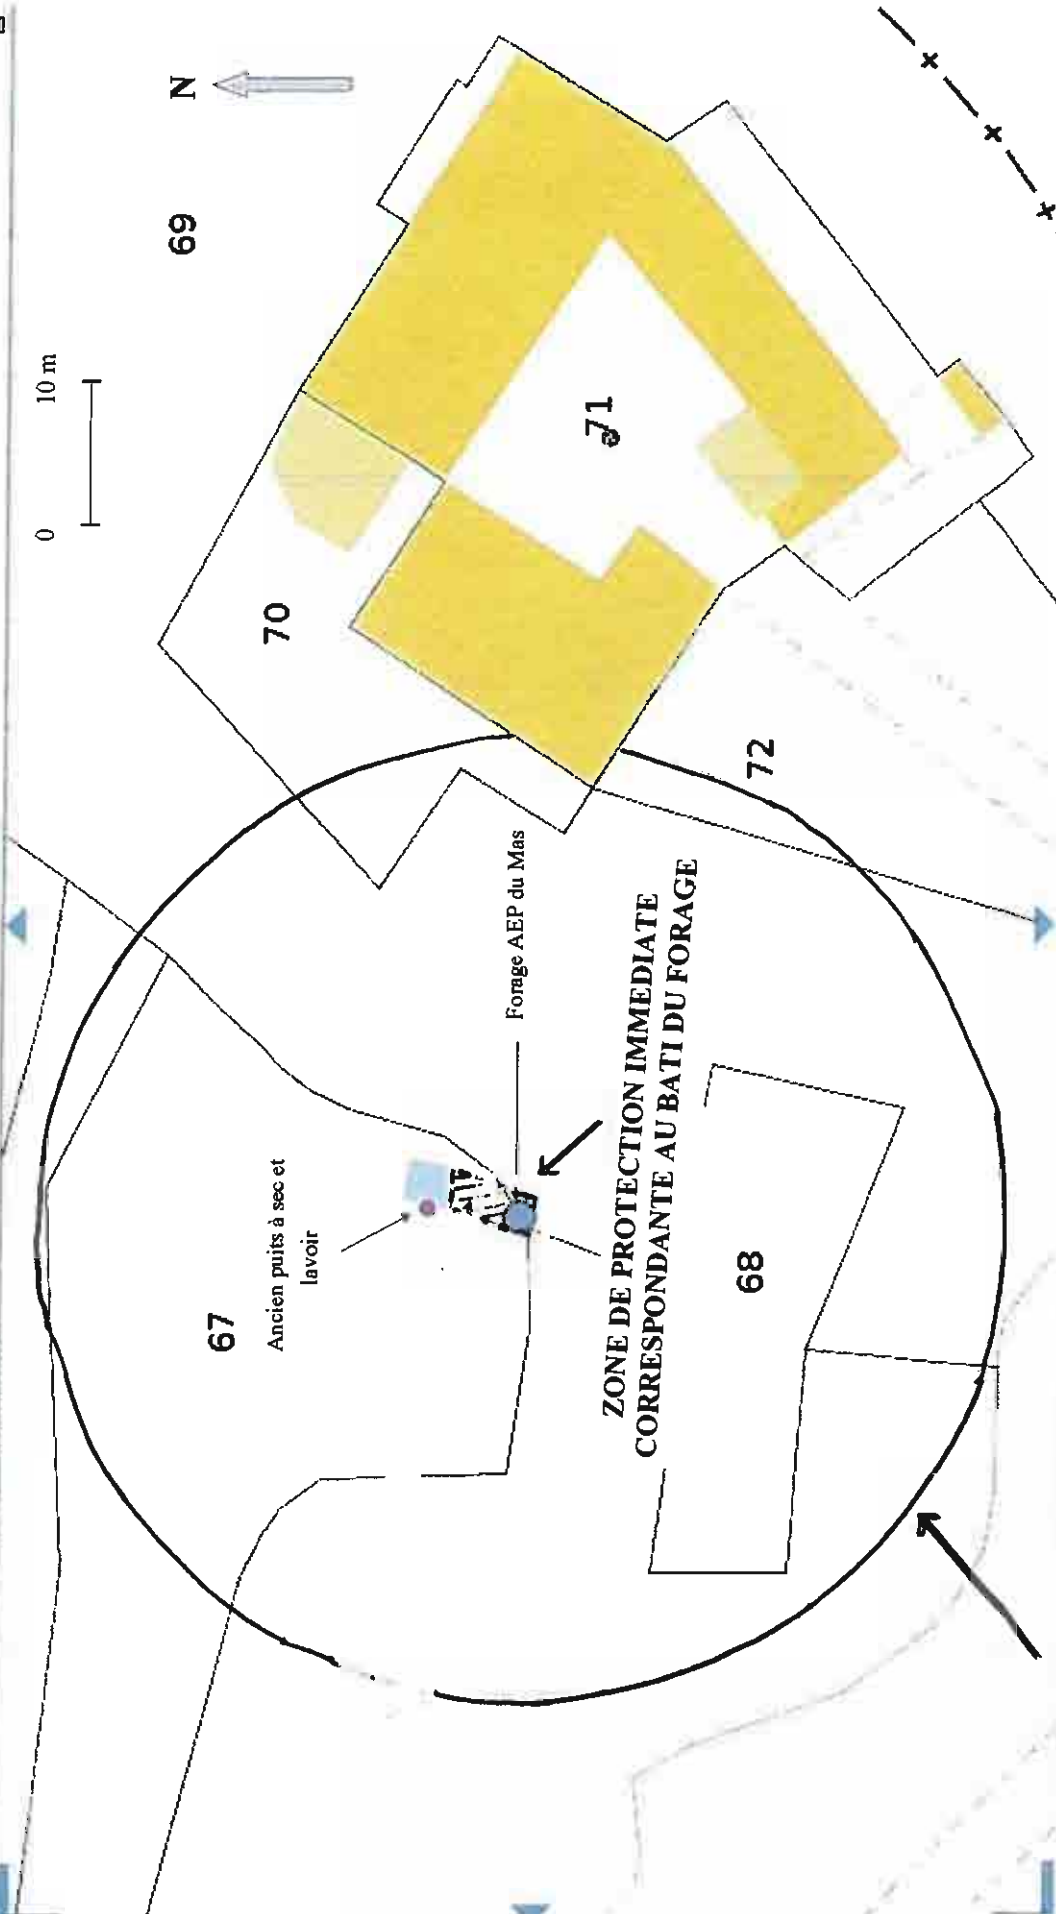 N
69
0
10 m
70
71
72
Forage AEP du Mas
67
Ancien puits à sec et
lavoir
ZONE DE PROTECTION IMMEDIATE
CORRESPONDANTE AU BATI DU FORAGE
68